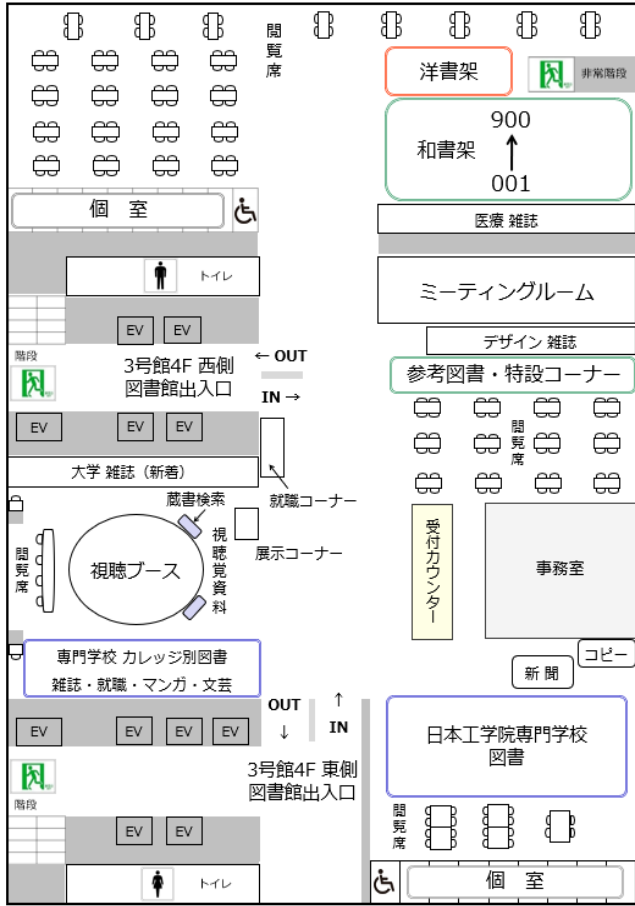 閲覧席
洋書架
非常階段
900
和書架
001
個 室
医療 雑誌
トイレ
ミーティングルーム
EV EV
デザイン 雑誌
階段
3号館4F 西側
図書館出入口
← OUT
IN →
参考図書・特設コーナー
EV EV EV
閲覧席
大学 雑誌（新着）
就職コーナー
蔵書検索
視聴覚資料
展示コーナー
閲覧席
視聴ブース
受付カウンター
事務室
コピー
新 聞
専門学校 カレッジ別図書
雑誌・就職・マンガ・文芸
OUT
↓
↑
IN
EV EV EV EV
日本工学院専門学校
図書
3号館4F 東側
図書館出入口
階段
閲覧席
EV EV
トイレ
個 室